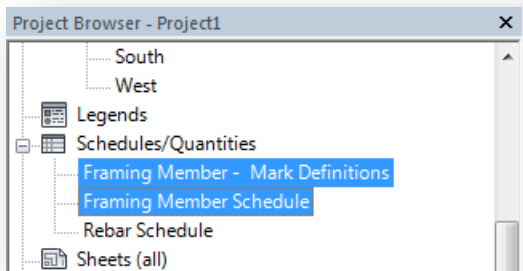 Project Browser - Project1
South
West
Legends
Schedules/Quantities
Framing Member -  Mark Definitions
Framing Member Schedule
Rebar Schedule
Sheets (all)